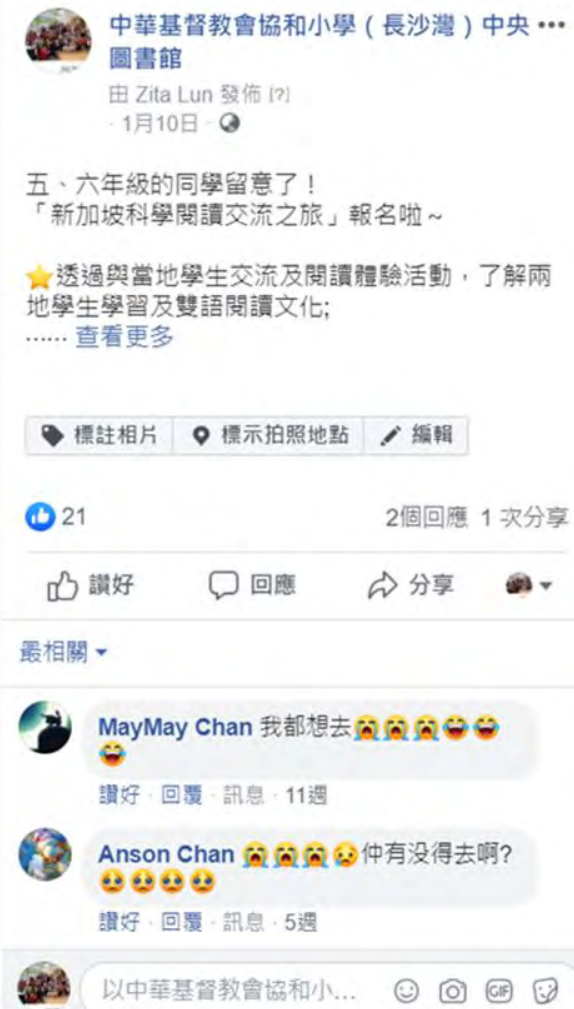 中華基督教會協和小學（長沙灣）中央
圖書館
由 Zita Lun 發佈 [?]
· 1月10日 ·
五、六年級的同學留意了！
「新加坡科學閱讀交流之旅」報名啦～
⭐透過與當地學生交流及閱讀體驗活動，了解兩
地學生學習及雙語閱讀文化;
…… 查看更多
標註相片 標示拍照地點 編輯
21 2個回應 1 次分享
讚好 回應 分享
最相關
MayMay Chan 我都想去😭😭😭😂😂
😂
讚好 · 回覆 · 訊息 · 11週
Anson Chan 😭😭😭😢仲有没得去啊?
🥺🥺🥺🥺
讚好 · 回覆 · 訊息 · 5週
以中華基督教會協和小... GIF